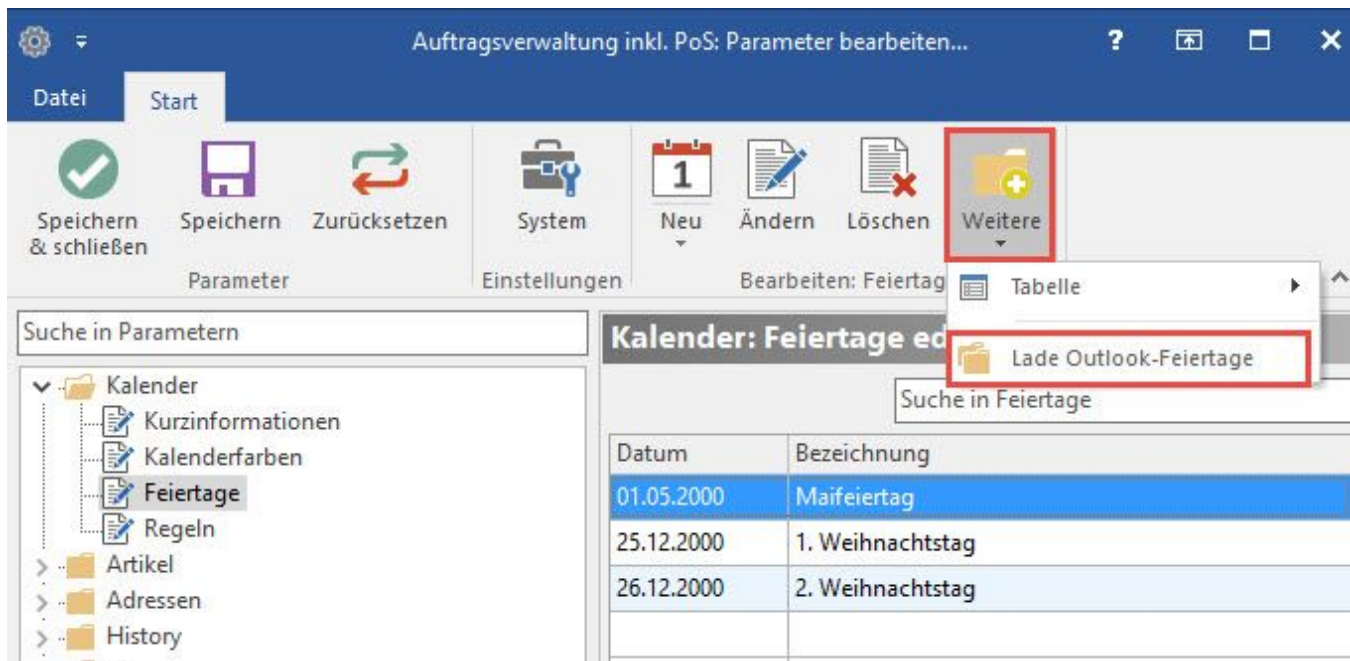 Auftragsverwaltung inkl. PoS: Parameter bearbeiten...
?
Datei Start
1
Speichern & schließen
Speichern
Zurücksetzen
System
Neu
Ändern
Löschen
Weitere
Parameter
Einstellungen
Bearbeiten: Feiertag
Tabelle
Lade Outlook-Feiertage
Suche in Parametern
Kalender
Kurzinformationen
Kalenderfarben
Feiertage
Regeln
Artikel
Adressen
History
Kalender: Feiertage ed
Suche in Feiertage
Datum Bezeichnung
01.05.2000 Maifeiertag
25.12.2000 1. Weihnachtstag
26.12.2000 2. Weihnachtstag